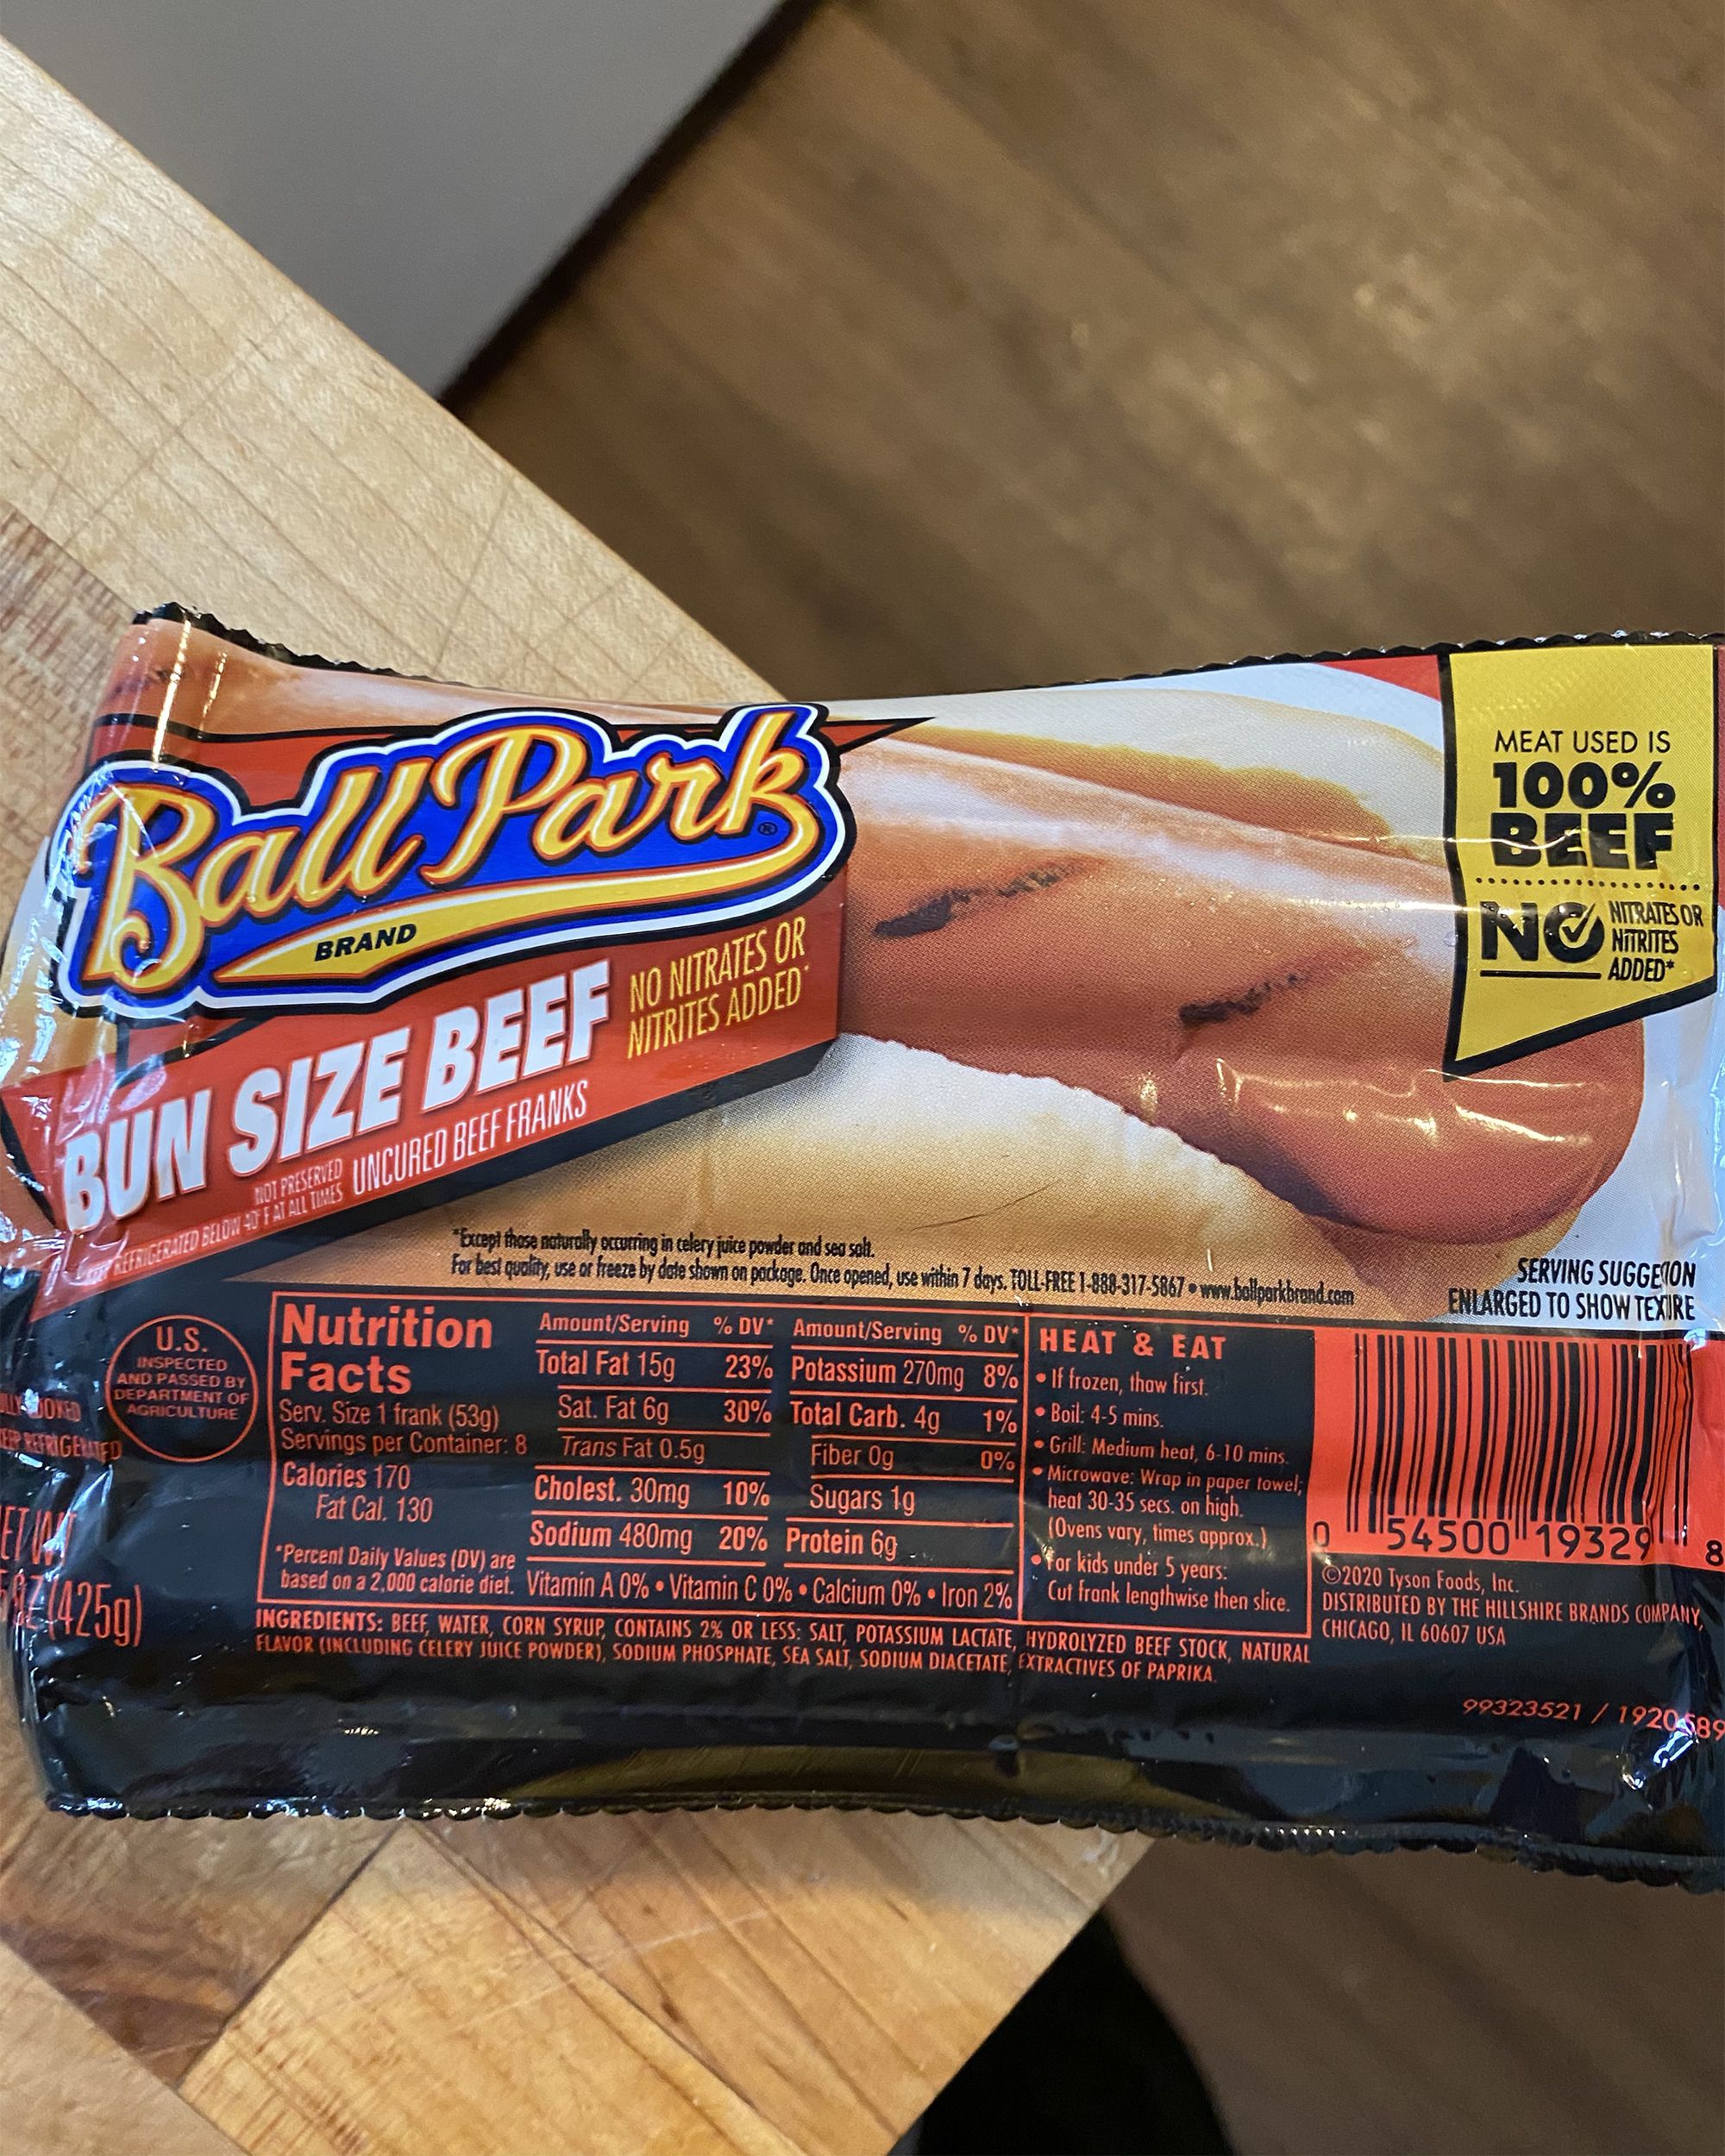 Ball Park®
BRAND
BUN SIZE BEEF
NO NITRATES OR
NITRITES ADDED*
NOT PRESERVED
UNCURED BEEF FRANKS
REFRIGERATED BELOW 40°F AT ALL TIMES
MEAT USED IS
100%
BEEF
NO
NITRATES OR
NITRITES
ADDED*
*Except those naturally occurring in celery juice powder and sea salt.
For best quality, use or freeze by date shown on package. Once opened, use within 7 days. TOLL-FREE 1-888-317-5867 • www.ballparkbrand.com
SERVING
ENLARGED TO SHOW
U.S.
INSPECTED
AND PASSED BY
DEPARTMENT OF
AGRICULTURE
REFRIGERATED
(425g)
Nutrition
Facts
Serv. Size 1 frank (53g)
Servings per Container: 8
Calories 170
Fat Cal. 130
*Percent Daily Values (DV) are
based on a 2,000 calorie diet.
Amount/Serving % DV*
Total Fat 15g 23%
Sat. Fat 6g 30%
Trans Fat 0.5g
Cholest. 30mg 10%
Sodium 480mg 20%
Amount/Serving % DV*
Potassium 270mg 8%
Total Carb. 4g 1%
Fiber 0g 0%
Sugars 1g
Protein 6g
Vitamin A 0% • Vitamin C 0% • Calcium 0% • Iron 2%
HEAT & EAT
• If frozen, thaw first.
• Boil: 4-5 mins.
• Grill: Medium heat, 6-10 mins.
• Microwave: Wrap in paper towel;
heat 30-35 secs. on high.
(Ovens vary, times approx.)
• For kids under 5 years:
Cut frank lengthwise then slice.
0 54500 19329 8
©2020 Tyson Foods, Inc.
DISTRIBUTED BY THE HILLSHIRE BRANDS COMPANY,
CHICAGO, IL 60607 USA
INGREDIENTS: BEEF, WATER, CORN SYRUP, CONTAINS 2% OR LESS: SALT, POTASSIUM LACTATE, HYDROLYZED BEEF STOCK, NATURAL
FLAVOR (INCLUDING CELERY JUICE POWDER), SODIUM PHOSPHATE, SEA SALT, SODIUM DIACETATE, EXTRACTIVES OF PAPRIKA.
99323521 /